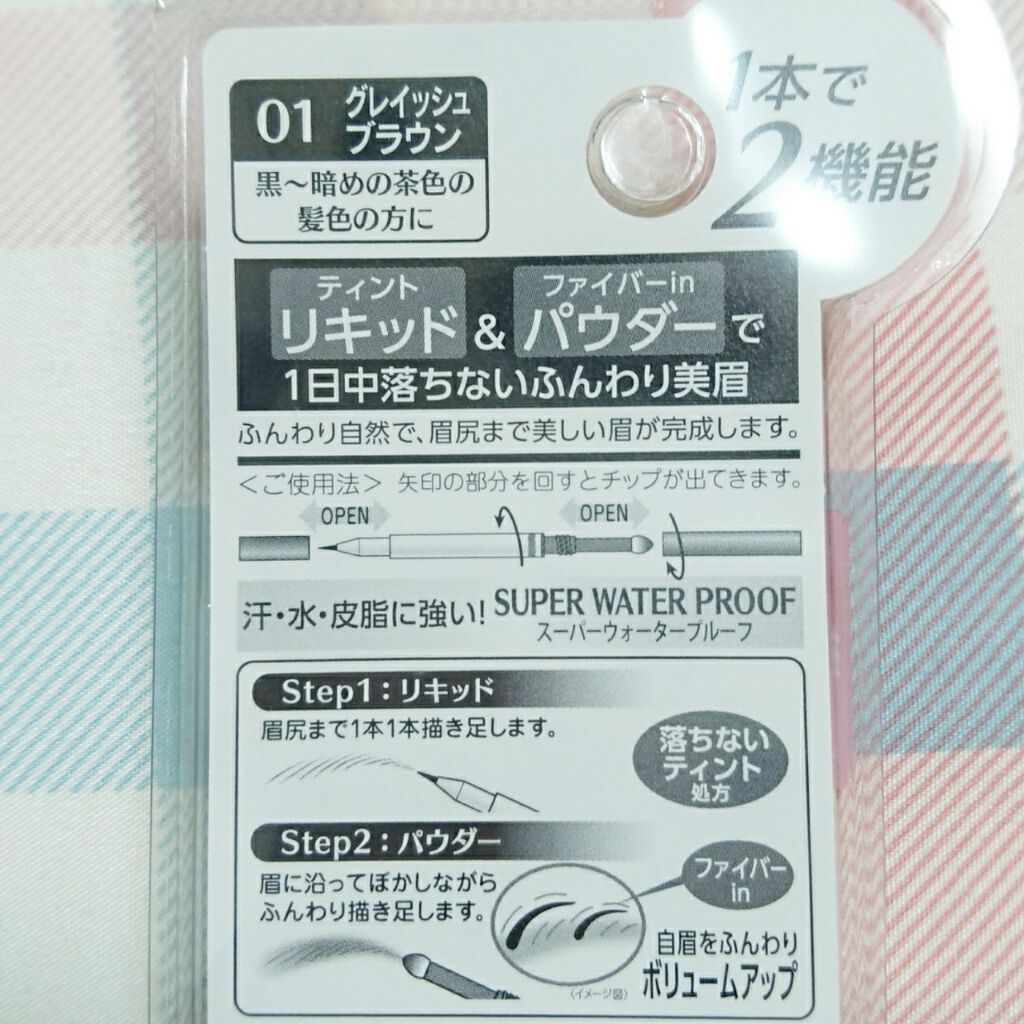 1本で
2機能
01 グレイッシュ
ブラウン
黒～暗めの茶色の
髪色の方に
ティント ファイバーin
リキッド & パウダー で
1日中落ちないふんわり美眉
ふんわり自然で、眉尻まで美しい眉が完成します。
＜ご使用法＞ 矢印の部分を回すとチップが出てきます。
OPEN OPEN
汗・水・皮脂に強い! SUPER WATER PROOF
スーパーウォータープルーフ
Step1：リキッド
眉尻まで1本1本描き足します。
落ちない
ティント
処方
Step2：パウダー
眉に沿ってぼかしながら
ふんわり描き足します。
ファイバー
in
自眉をふんわり
ボリュームアップ
(イメージ図)